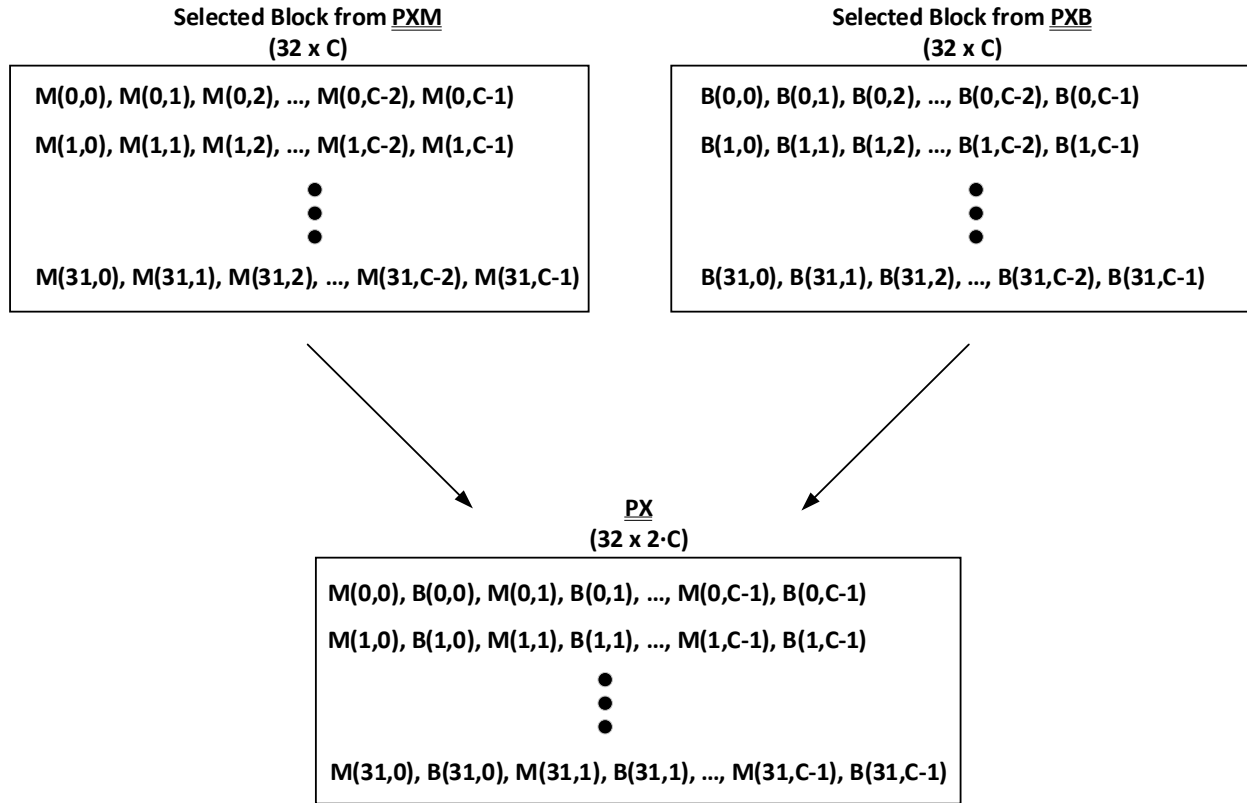 Selected Block from PXM
(32 x C)
M(0,0), M(0,1), M(0,2), ..., M(0,C-2), M(0,C-1)
M(1,0), M(1,1), M(1,2), ..., M(1,C-2), M(1,C-1)
M(31,0), M(31,1), M(31,2), ..., M(31,C-2), M(31,C-1)
Selected Block from PXB
(32 x C)
B(0,0), B(0,1), B(0,2), ..., B(0,C-2), B(0,C-1)
B(1,0), B(1,1), B(1,2), ..., B(1,C-2), B(1,C-1)
B(31,0), B(31,1), B(31,2), ..., B(31,C-2), B(31,C-1)
PX
(32 x 2·C)
M(0,0), B(0,0), M(0,1), B(0,1), ..., M(0,C-1), B(0,C-1)
M(1,0), B(1,0), M(1,1), B(1,1), ..., M(1,C-1), B(1,C-1)
M(31,0), B(31,0), M(31,1), B(31,1), ..., M(31,C-1), B(31,C-1)